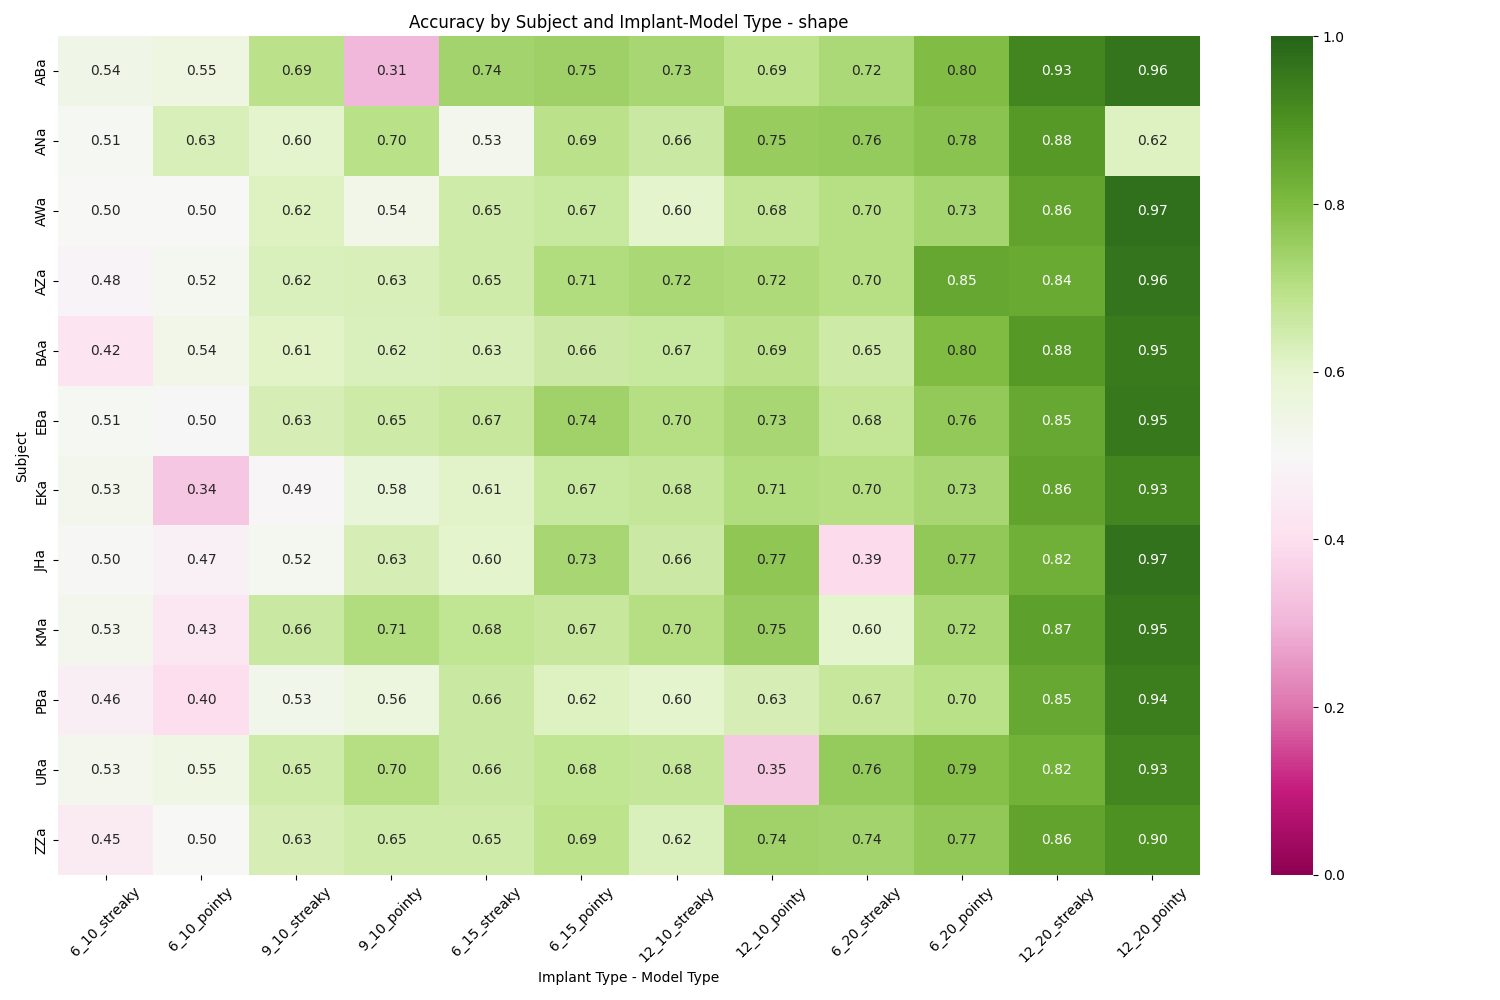 Accuracy by Subject and Implant-Model Type - shape
ABa 0.54 0.55 0.69 0.31 0.74 0.75 0.73 0.69 0.72 0.80 0.93 0.96
ANa 0.51 0.63 0.60 0.70 0.53 0.69 0.66 0.75 0.76 0.78 0.88 0.62
AWa 0.50 0.50 0.62 0.54 0.65 0.67 0.60 0.68 0.70 0.73 0.86 0.97
AZa 0.48 0.52 0.62 0.63 0.65 0.71 0.72 0.72 0.70 0.85 0.84 0.96
BAa 0.42 0.54 0.61 0.62 0.63 0.66 0.67 0.69 0.65 0.80 0.88 0.95
EBa 0.51 0.50 0.63 0.65 0.67 0.74 0.70 0.73 0.68 0.76 0.85 0.95
EKa 0.53 0.34 0.49 0.58 0.61 0.67 0.68 0.71 0.70 0.73 0.86 0.93
JHa 0.50 0.47 0.52 0.63 0.60 0.73 0.66 0.77 0.39 0.77 0.82 0.97
KMa 0.53 0.43 0.66 0.71 0.68 0.67 0.70 0.75 0.60 0.72 0.87 0.95
PBa 0.46 0.40 0.53 0.56 0.66 0.62 0.60 0.63 0.67 0.70 0.85 0.94
URa 0.53 0.55 0.65 0.70 0.66 0.68 0.68 0.35 0.76 0.79 0.82 0.93
ZZa 0.45 0.50 0.63 0.65 0.65 0.69 0.62 0.74 0.74 0.77 0.86 0.90
Subject
6_10_streaky 6_10_pointy 9_10_streaky 9_10_pointy 6_15_streaky 6_15_pointy 12_10_streaky 12_10_pointy 6_20_streaky 6_20_pointy 12_20_streaky 12_20_pointy
Implant Type - Model Type
1.0
0.8
0.6
0.4
0.2
0.0